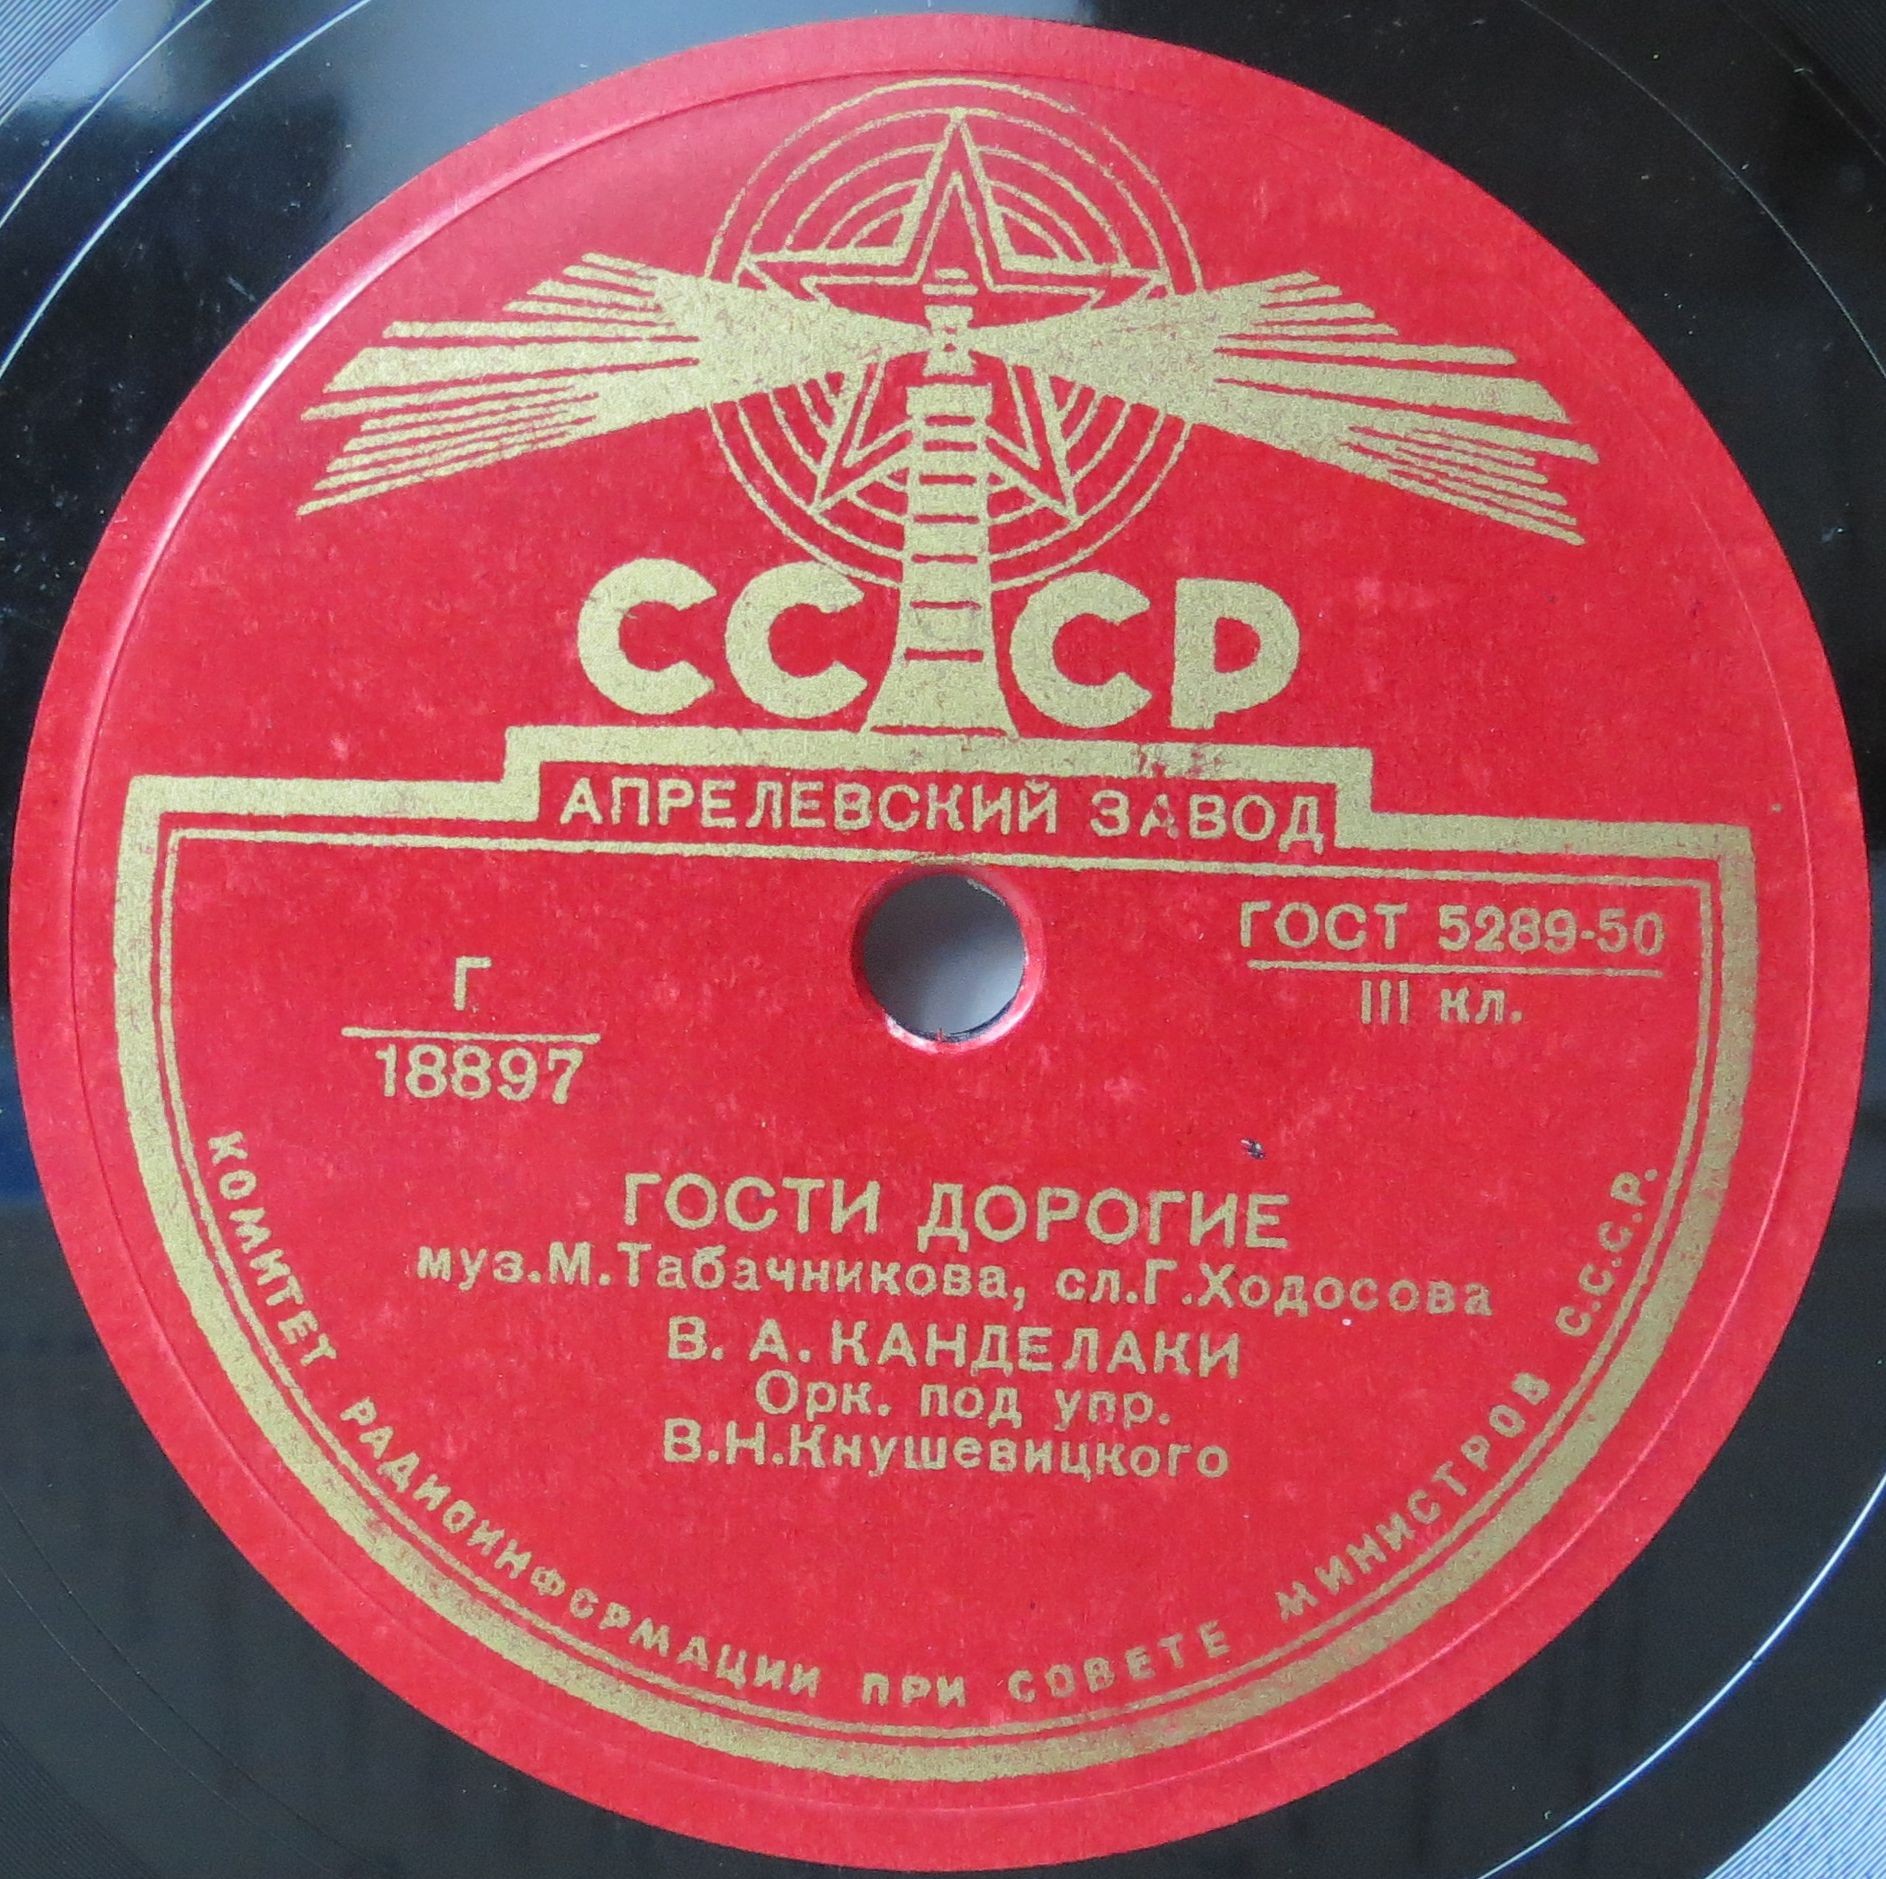 СССР
АПРЕЛЕВСКИЙ ЗАВОД
ГОСТ 5289-50
III кл.
Г
18897
ГОСТИ ДОРОГИЕ
муз.М.Табачникова, сл.Г.Ходосова
В. А. КАНДЕЛАКИ
Орк. под упр.
В.Н.Кнушевицкого
КОМИТЕТ РАДИОИНФОРМАЦИИ ПРИ СОВЕТЕ МИНИСТРОВ С.С.С.Р.